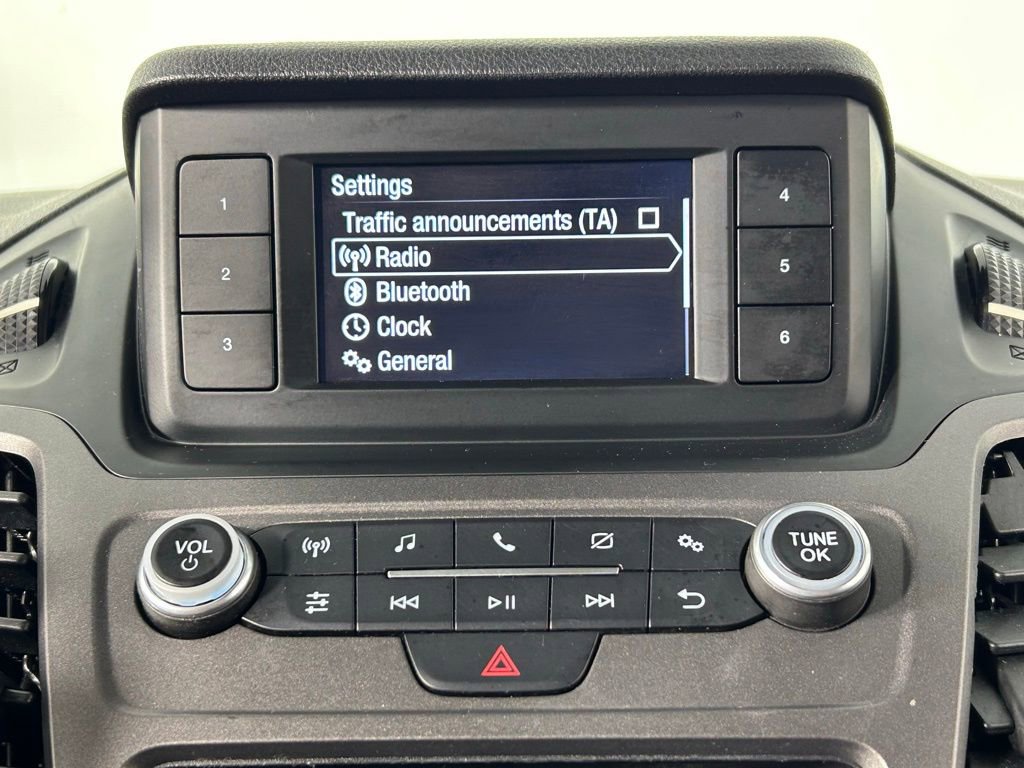 Settings
Traffic announcements (TA)
Radio
Bluetooth
Clock
General
1
2
3
4
5
6
VOL
TUNE
OK